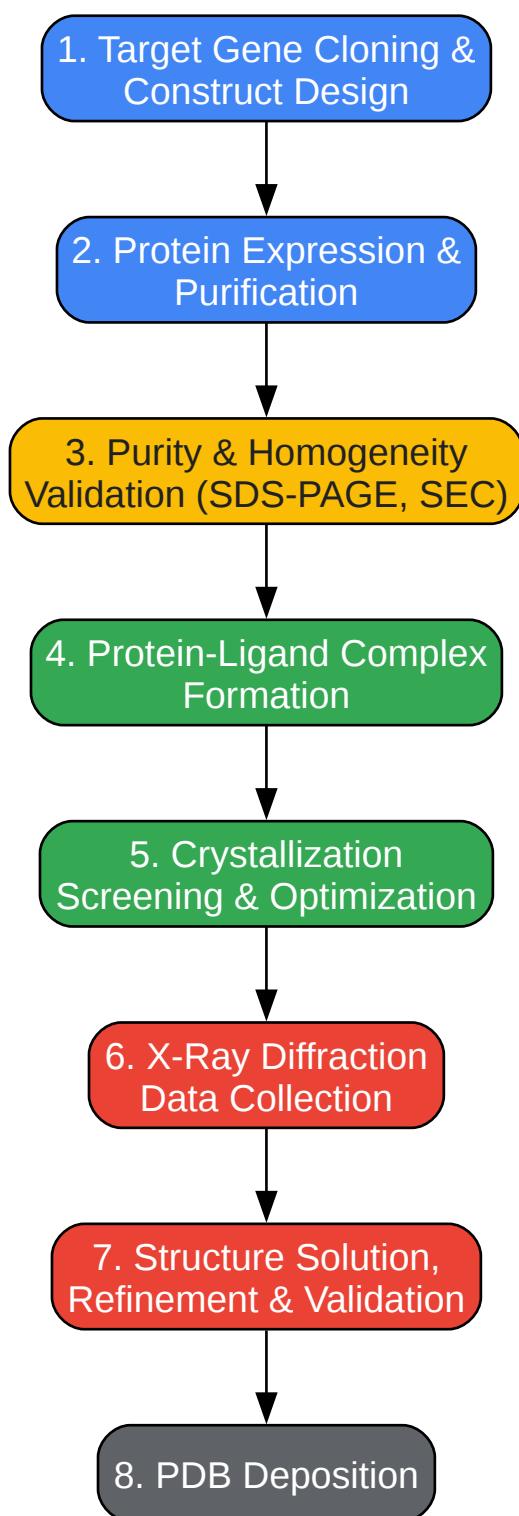 1. Target Gene Cloning &
Construct Design
2. Protein Expression &
Purification
3. Purity & Homogeneity
Validation (SDS-PAGE, SEC)
4. Protein-Ligand Complex
Formation
5. Crystallization
Screening & Optimization
6. X-Ray Diffraction
Data Collection
7. Structure Solution,
Refinement & Validation
8. PDB Deposition